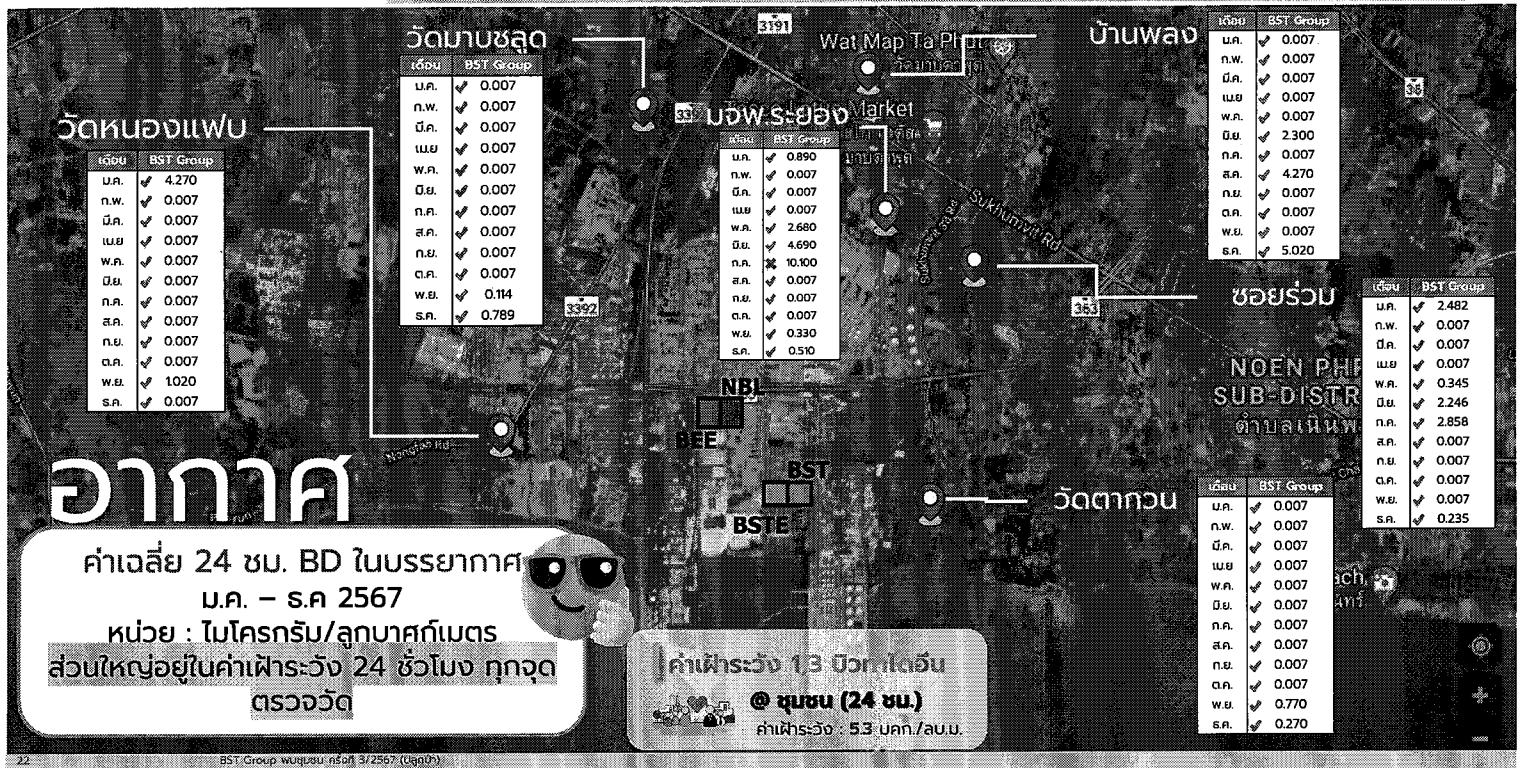 วัดหนองแฟบ
เดือน BST Group
ม.ค. ✓ 4.270
ก.พ. ✓ 0.007
มี.ค. ✓ 0.007
เม.ย ✓ 0.007
พ.ค. ✓ 0.007
มิ.ย. ✓ 0.007
ก.ค. ✓ 0.007
ส.ค. ✓ 0.007
ก.ย. ✓ 0.007
ต.ค. ✓ 0.007
พ.ย. ✓ 1.020
ธ.ค. ✓ 0.007
วัดมาบชลูด
เดือน BST Group
ม.ค. ✓ 0.007
ก.พ. ✓ 0.007
มี.ค. ✓ 0.007
เม.ย ✓ 0.007
พ.ค. ✓ 0.007
มิ.ย. ✓ 0.007
ก.ค. ✓ 0.007
ส.ค. ✓ 0.007
ก.ย. ✓ 0.007
ต.ค. ✓ 0.007
พ.ย. ✓ 0.114
ธ.ค. ✓ 0.789
3191
Wat Map Ta Phut
วัดมาบตาพุด
33
Market
มจพ.ระยอง
เดือน BST Group
ม.ค. ✓ 0.890
ก.พ. ✓ 0.007
มี.ค. ✓ 0.007
เม.ย ✓ 0.007
พ.ค. ✓ 2.680
มิ.ย. ✓ 4.690
ก.ค. ✖ 10.100
ส.ค. ✓ 0.007
ก.ย. ✓ 0.007
ต.ค. ✓ 0.007
พ.ย. ✓ 0.330
ธ.ค. ✓ 0.510
บ้านพลง
เดือน BST Group
ม.ค. ✓ 0.007
ก.พ. ✓ 0.007
มี.ค. ✓ 0.007
เม.ย ✓ 0.007
พ.ค. ✓ 0.007
มิ.ย. ✓ 2.300
ก.ค. ✓ 0.007
ส.ค. ✓ 4.270
ก.ย. ✓ 0.007
ต.ค. ✓ 0.007
พ.ย. ✓ 0.007
ธ.ค. ✓ 5.020
36
Sukhumvit Rd
3392
363
ซอยร่วม
เดือน BST Group
ม.ค. ✓ 2.482
ก.พ. ✓ 0.007
มี.ค. ✓ 0.007
เม.ย ✓ 0.007
พ.ค. ✓ 0.345
มิ.ย. ✓ 2.246
ก.ค. ✓ 2.858
ส.ค. ✓ 0.007
ก.ย. ✓ 0.007
ต.ค. ✓ 0.007
พ.ย. ✓ 0.007
ธ.ค. ✓ 0.235
NOEN PHR
SUB-DISTR
ตำบลเนินพ
NBL
BEE
BST
BSTE
วัดตากวน
เดือน BST Group
ม.ค. ✓ 0.007
ก.พ. ✓ 0.007
มี.ค. ✓ 0.007
เม.ย ✓ 0.007
พ.ค. ✓ 0.007
มิ.ย. ✓ 0.007
ก.ค. ✓ 0.007
ส.ค. ✓ 0.007
ก.ย. ✓ 0.007
ต.ค. ✓ 0.007
พ.ย. ✓ 0.770
ธ.ค. ✓ 0.270
ach
อากาศ
ค่าเฉลี่ย 24 ชม. BD ในบรรยากาศ
ม.ค. – ธ.ค 2567
หน่วย : ไมโครกรัม/ลูกบาศก์เมตร
ส่วนใหญ่อยู่ในค่าเฝ้าระวัง 24 ชั่วโมง ทุกจุด
ตรวจวัด
ค่าเฝ้าระวัง 1,3 บิวทาไดอีน
@ ชุมชน (24 ชม.)
ค่าเฝ้าระวัง : 5.3 มคก./ลบ.ม.
22 BST Group พบชุมชน ครั้งที่ 3/2567 (ปลูกป่า)